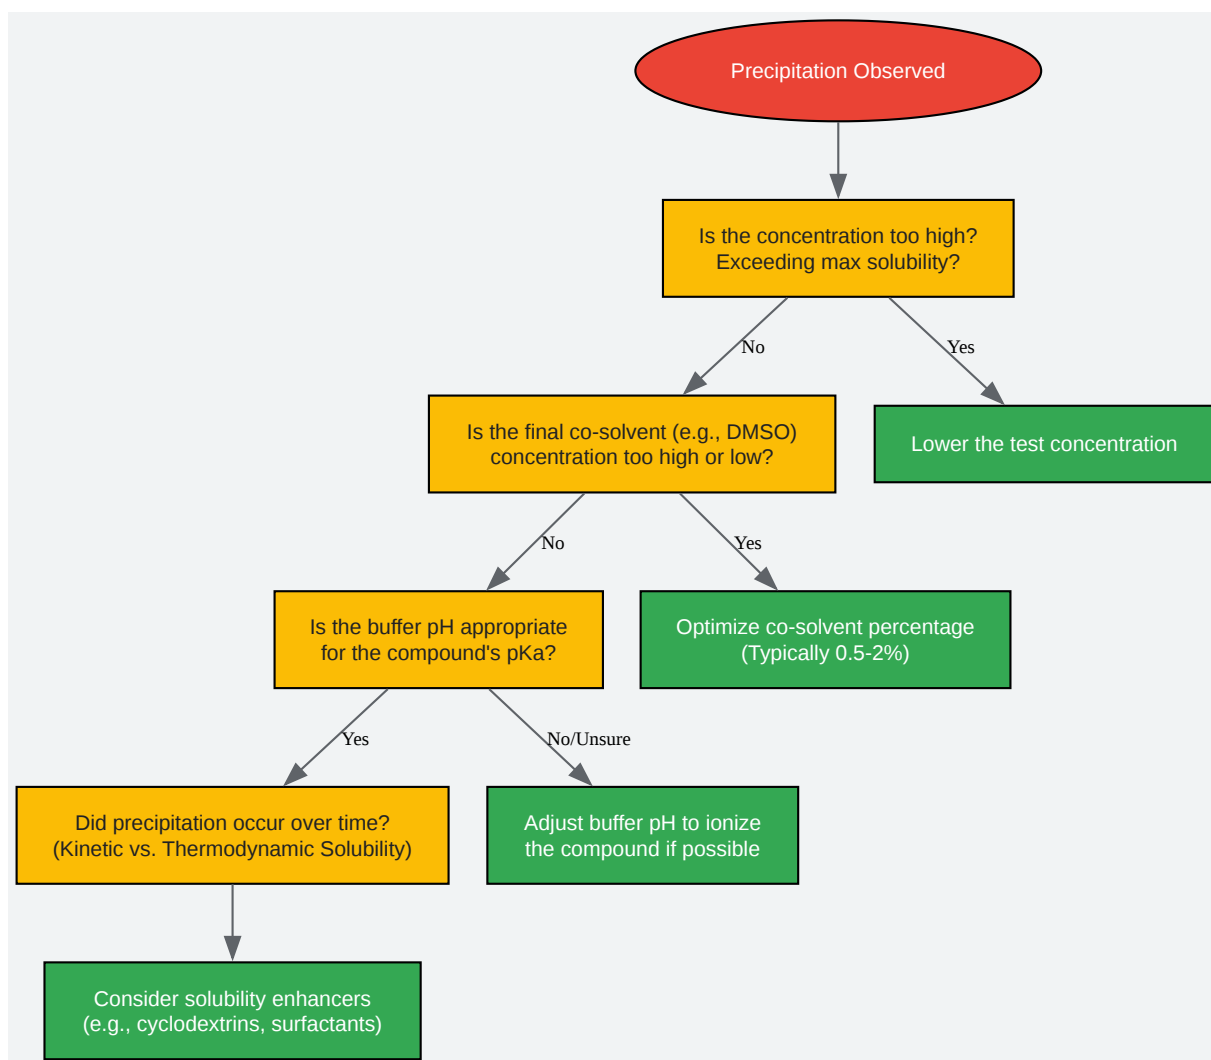 Precipitation Observed
Is the concentration too high?
Exceeding max solubility?
No
Yes
Is the final co-solvent (e.g., DMSO)
concentration too high or low?
Lower the test concentration
No
Yes
Is the buffer pH appropriate
for the compound's pKa?
Optimize co-solvent percentage
(Typically 0.5-2%)
Yes
No/Unsure
Did precipitation occur over time?
(Kinetic vs. Thermodynamic Solubility)
Adjust buffer pH to ionize
the compound if possible
Consider solubility enhancers
(e.g., cyclodextrins, surfactants)